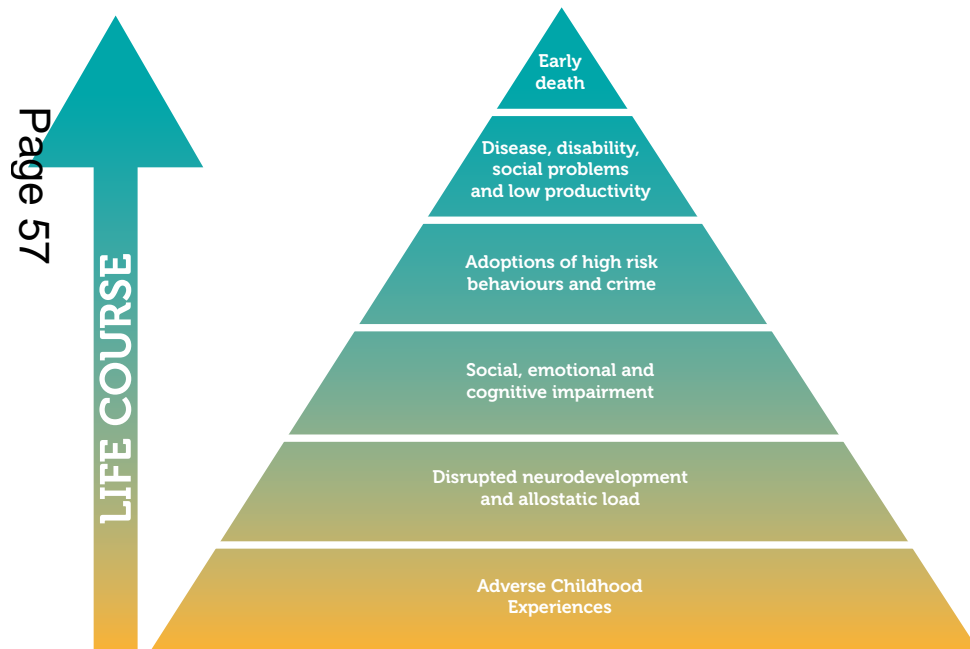 Page 57
LIFE COURSE
Early
death
Disease, disability,
social problems
and low productivity
Adoptions of high risk
behaviours and crime
Social, emotional and
cognitive impairment
Disrupted neurodevelopment
and allostatic load
Adverse Childhood
Experiences